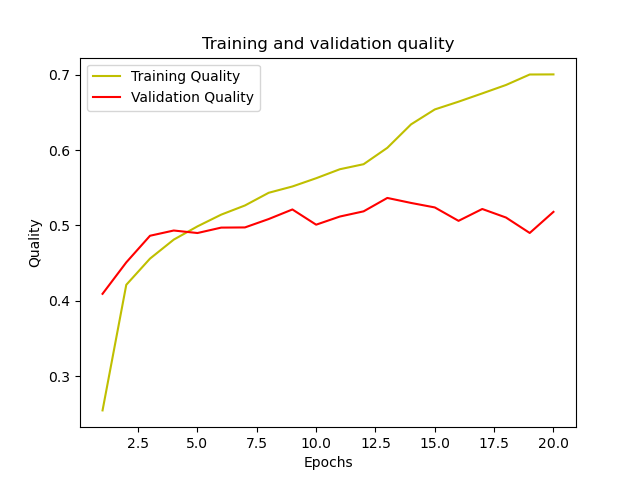 Training and validation quality
Training Quality
Validation Quality
0.7
0.6
0.5
0.4
0.3
Quality
2.5 5.0 7.5 10.0 12.5 15.0 17.5 20.0
Epochs